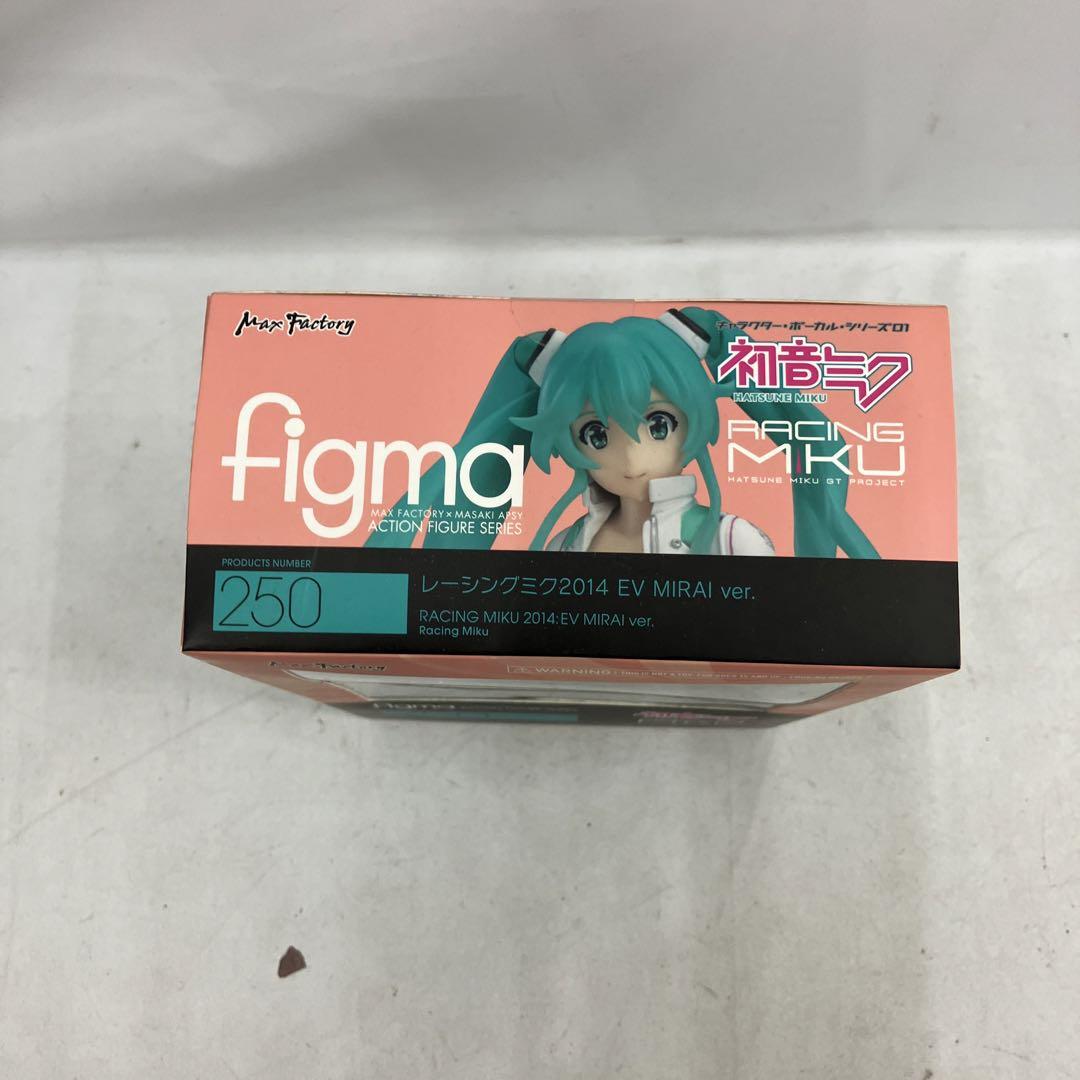 Max Factory
figma
MAX FACTORY×MASAKI APSY
ACTION FIGURE SERIES
キャラクター・ボーカル・シリーズ01
初音ミク
HATSUNE MIKU
RACING
MIKU
HATSUNE MIKU GT PROJECT
PRODUCTS NUMBER
250
レーシングミク2014 EV MIRAI ver.
RACING MIKU 2014:EV MIRAI ver.
Racing Miku
Max Factory
WARNING
figma